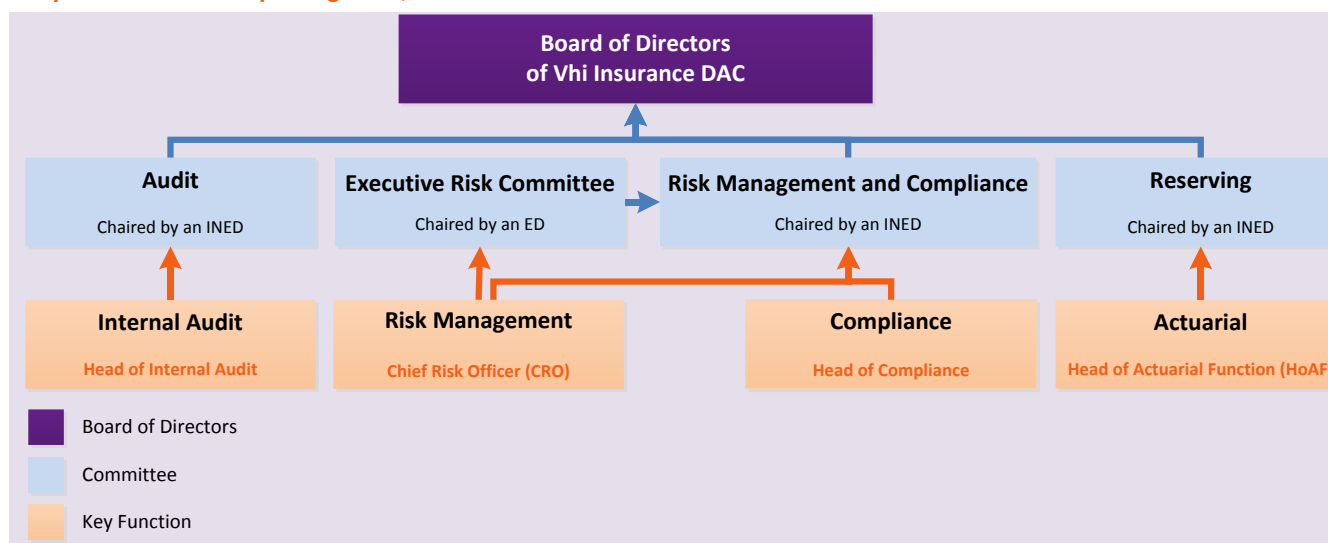 Board of Directors
of Vhi Insurance DAC
Audit
Chaired by an INED
Executive Risk Committee
Chaired by an ED
Risk Management and Compliance
Chaired by an INED
Reserving
Chaired by an INED
Internal Audit
Head of Internal Audit
Risk Management
Chief Risk Officer (CRO)
Compliance
Head of Compliance
Actuarial
Head of Actuarial Function (HoAF
Board of Directors
Committee
Key Function